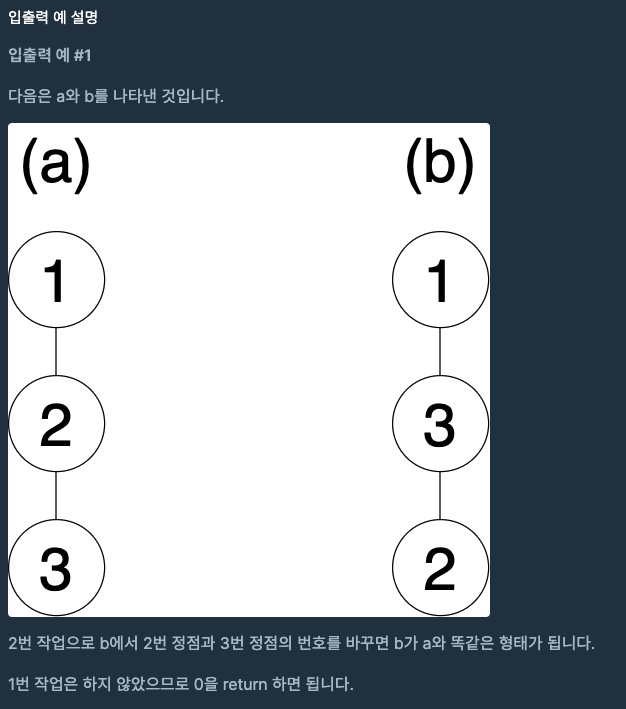 입출력 예 설명
입출력 예 #1
다음은 a와 b를 나타낸 것입니다.
(a) (b)
1 1
2 3
3 2
2번 작업으로 b에서 2번 정점과 3번 정점의 번호를 바꾸면 b가 a와 똑같은 형태가 됩니다.
1번 작업은 하지 않았으므로 0을 return 하면 됩니다.